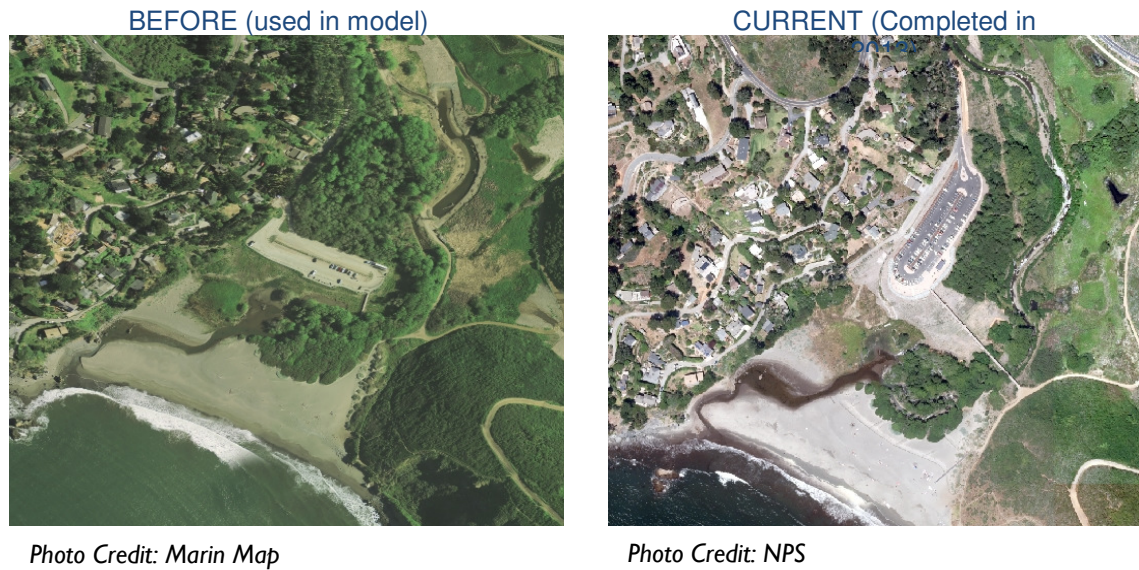 BEFORE (used in model)
CURRENT (Completed in
Photo Credit: Marin Map
Photo Credit: NPS